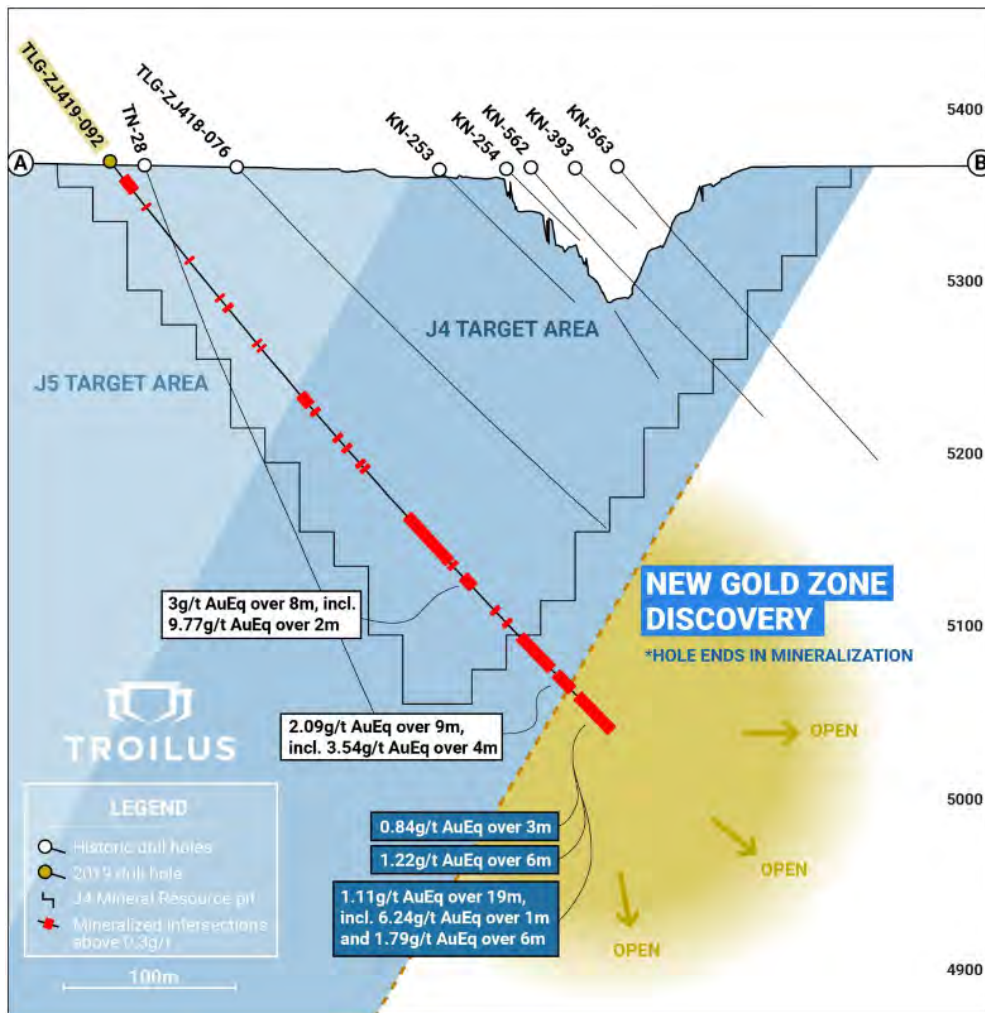 TLG-ZJ419-092
TN-28
TLG-ZJ418-076
KN-253
KN-254
KN-562
KN-393
KN-563
A
B
5400
5300
5200
5100
5000
4900
J4 TARGET AREA
J5 TARGET AREA
3g/t AuEq over 8m, incl.
9.77g/t AuEq over 2m
NEW GOLD ZONE
DISCOVERY
*HOLE ENDS IN MINERALIZATION
2.09g/t AuEq over 9m,
incl. 3.54g/t AuEq over 4m
OPEN
OPEN
OPEN
0.84g/t AuEq over 3m
1.22g/t AuEq over 6m
1.11g/t AuEq over 19m,
incl. 6.24g/t AuEq over 1m
and 1.79g/t AuEq over 6m
TROILUS
LEGEND
Historic drill holes
2019 drill hole
J4 Mineral Resource pit
Mineralized intersections
above 0.3g/t
100m